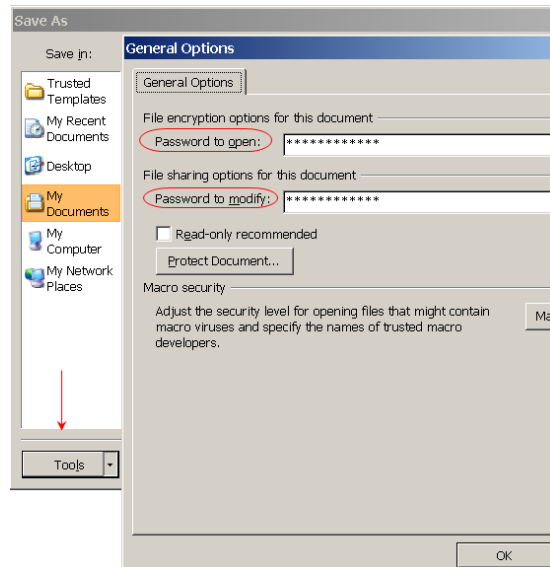 Save As
General Options
Save in:
Trusted
Templates
My Recent
Documents
Desktop
My
Documents
My
Computer
My Network
Places
Tools
General Options
File encryption options for this document
Password to open:
************
File sharing options for this document
Password to modify:
************
Read-only recommended
Protect Document...
Macro security
Adjust the security level for opening files that might contain
macro viruses and specify the names of trusted macro
developers.
Ma
OK